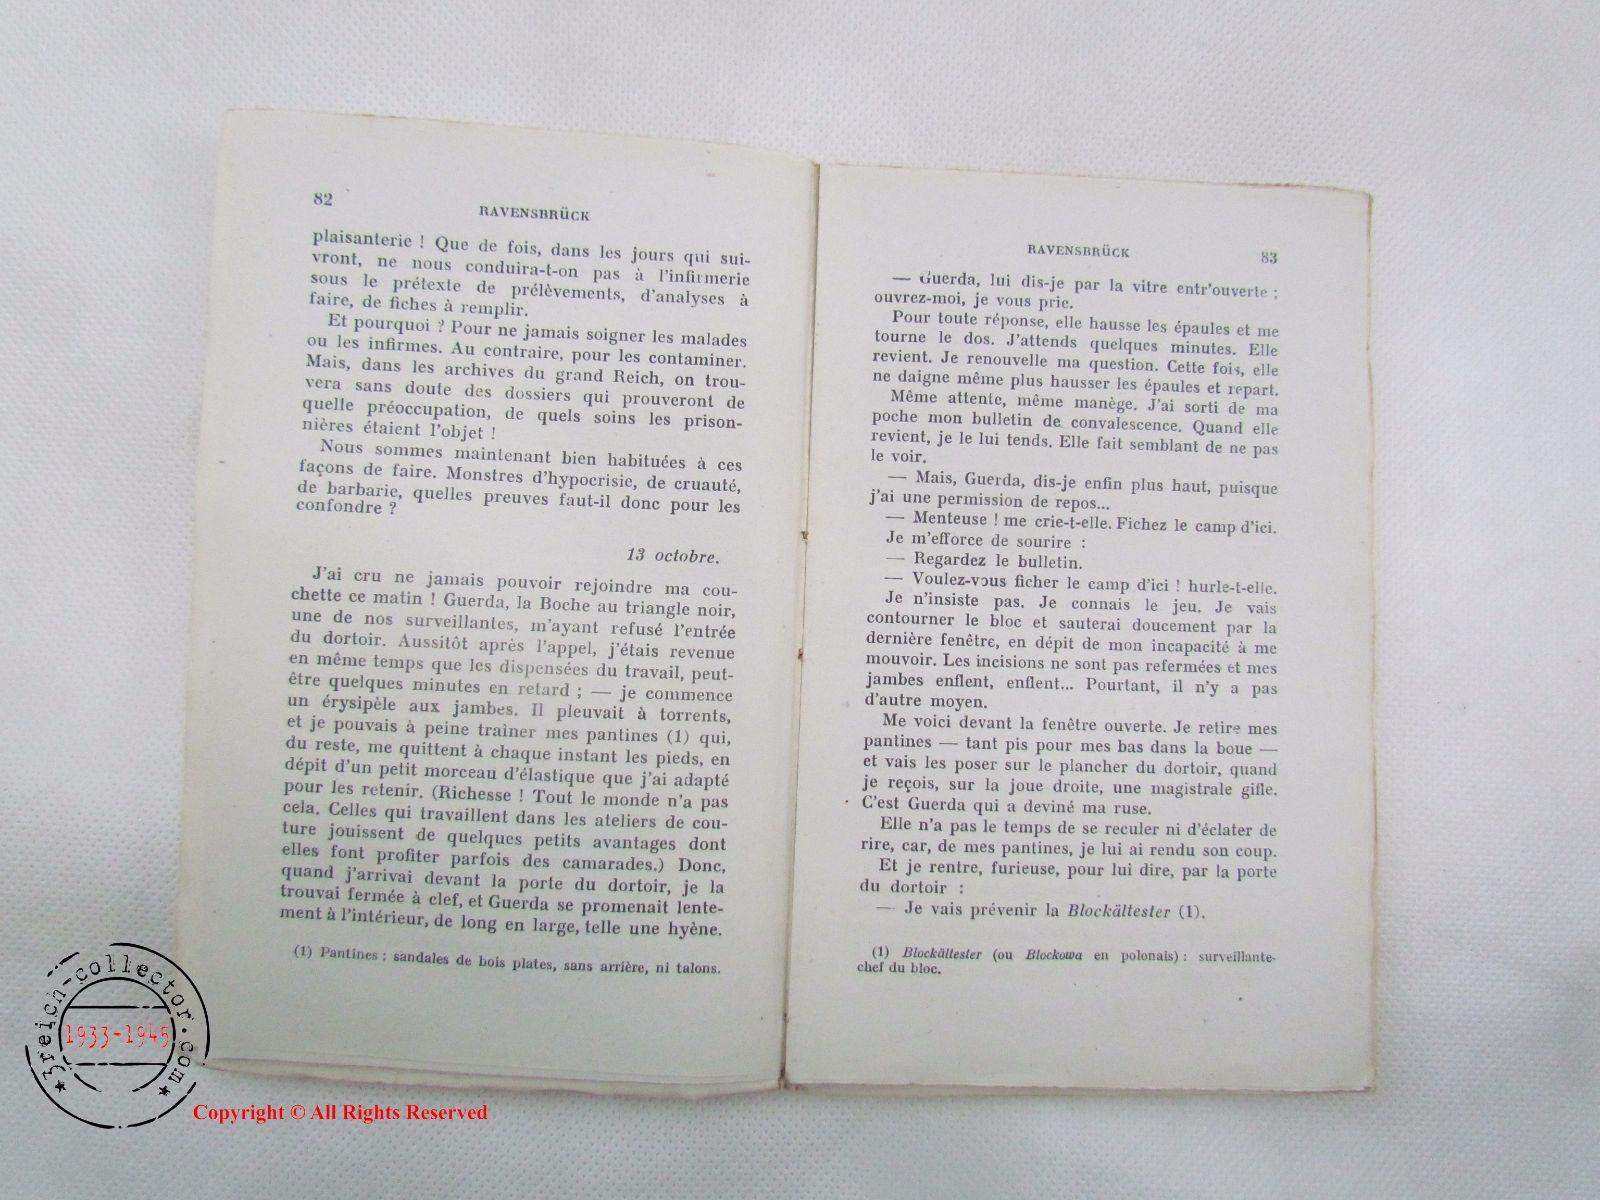 82
RAVENSBRÜCK
plaisanterie ! Que de fois, dans les jours qui sui-
vront, ne nous conduira-t-on pas à l'infirmerie
sous le prétexte de prélèvements, d'analyses à
faire, de fiches à remplir.
Et pourquoi ? Pour ne jamais soigner les malades
ou les infirmes. Au contraire, pour les contaminer.
Mais, dans les archives du grand Reich, on trou-
vera sans doute des dossiers qui prouveront de
quelle préoccupation, de quels soins les prison-
nières étaient l'objet !
Nous sommes maintenant bien habituées à ces
façons de faire. Monstres d'hypocrisie, de cruauté,
de barbarie, quelles preuves faut-il donc pour les
confondre ?
13 octobre.
J'ai cru ne jamais pouvoir rejoindre ma cou-
chette ce matin ! Guerda, la Boche au triangle noir,
une de nos surveillantes, m'ayant refusé l'entrée
du dortoir. Aussitôt après l'appel, j'étais revenue
en même temps que les dispensées du travail, peut-
être quelques minutes en retard ; — je commence
un érysipèle aux jambes. Il pleuvait à torrents,
et je pouvais à peine traîner mes pantines (1) qui,
du reste, me quittent à chaque instant les pieds, en
dépit d'un petit morceau d'élastique que j'ai adapté
pour les retenir. (Richesse ! Tout le monde n'a pas
cela. Celles qui travaillent dans les ateliers de cou-
ture jouissent de quelques petits avantages dont
elles font profiter parfois des camarades.) Donc,
quand j'arrivai devant la porte du dortoir, je la
trouvai fermée à clef, et Guerda se promenait lente-
ment à l'intérieur, de long en large, telle une hyène.
(1) Pantines : sandales de bois plates, sans arrière, ni talons.
RAVENSBRÜCK
83
— Guerda, lui dis-je par la vitre entr'ouverte ;
ouvrez-moi, je vous prie.
Pour toute réponse, elle hausse les épaules et me
tourne le dos. J'attends quelques minutes. Elle
revient. Je renouvelle ma question. Cette fois, elle
ne daigne même plus hausser les épaules et repart.
Même attente, même manège. J'ai sorti de ma
poche mon bulletin de convalescence. Quand elle
revient, je le lui tends. Elle fait semblant de ne pas
le voir.
— Mais, Guerda, dis-je enfin plus haut, puisque
j'ai une permission de repos...
— Menteuse ! me crie-t-elle. Fichez le camp d'ici.
Je m'efforce de sourire :
— Regardez le bulletin.
— Voulez-vous ficher le camp d'ici ! hurle-t-elle.
Je n'insiste pas. Je connais le jeu. Je vais
contourner le bloc et sauterai doucement par la
dernière fenêtre, en dépit de mon incapacité à me
mouvoir. Les incisions ne sont pas refermées et mes
jambes enflent, enflent... Pourtant, il n'y a pas
d'autre moyen.
Me voici devant la fenêtre ouverte. Je retire mes
pantines — tant pis pour mes bas dans la boue —
et vais les poser sur le plancher du dortoir, quand
je reçois, sur la joue droite, une magistrale gifle.
C'est Guerda qui a deviné ma ruse.
Elle n'a pas le temps de se reculer ni d'éclater de
rire, car, de mes pantines, je lui ai rendu son coup.
Et je rentre, furieuse, pour lui dire, par la porte
du dortoir :
— Je vais prévenir la Blockältester (1).
(1) Blockältester (ou Blockowa en polonais) : surveillante-
chef du bloc.
3reich-collector.com
1933-1945
Copyright © All Rights Reserved